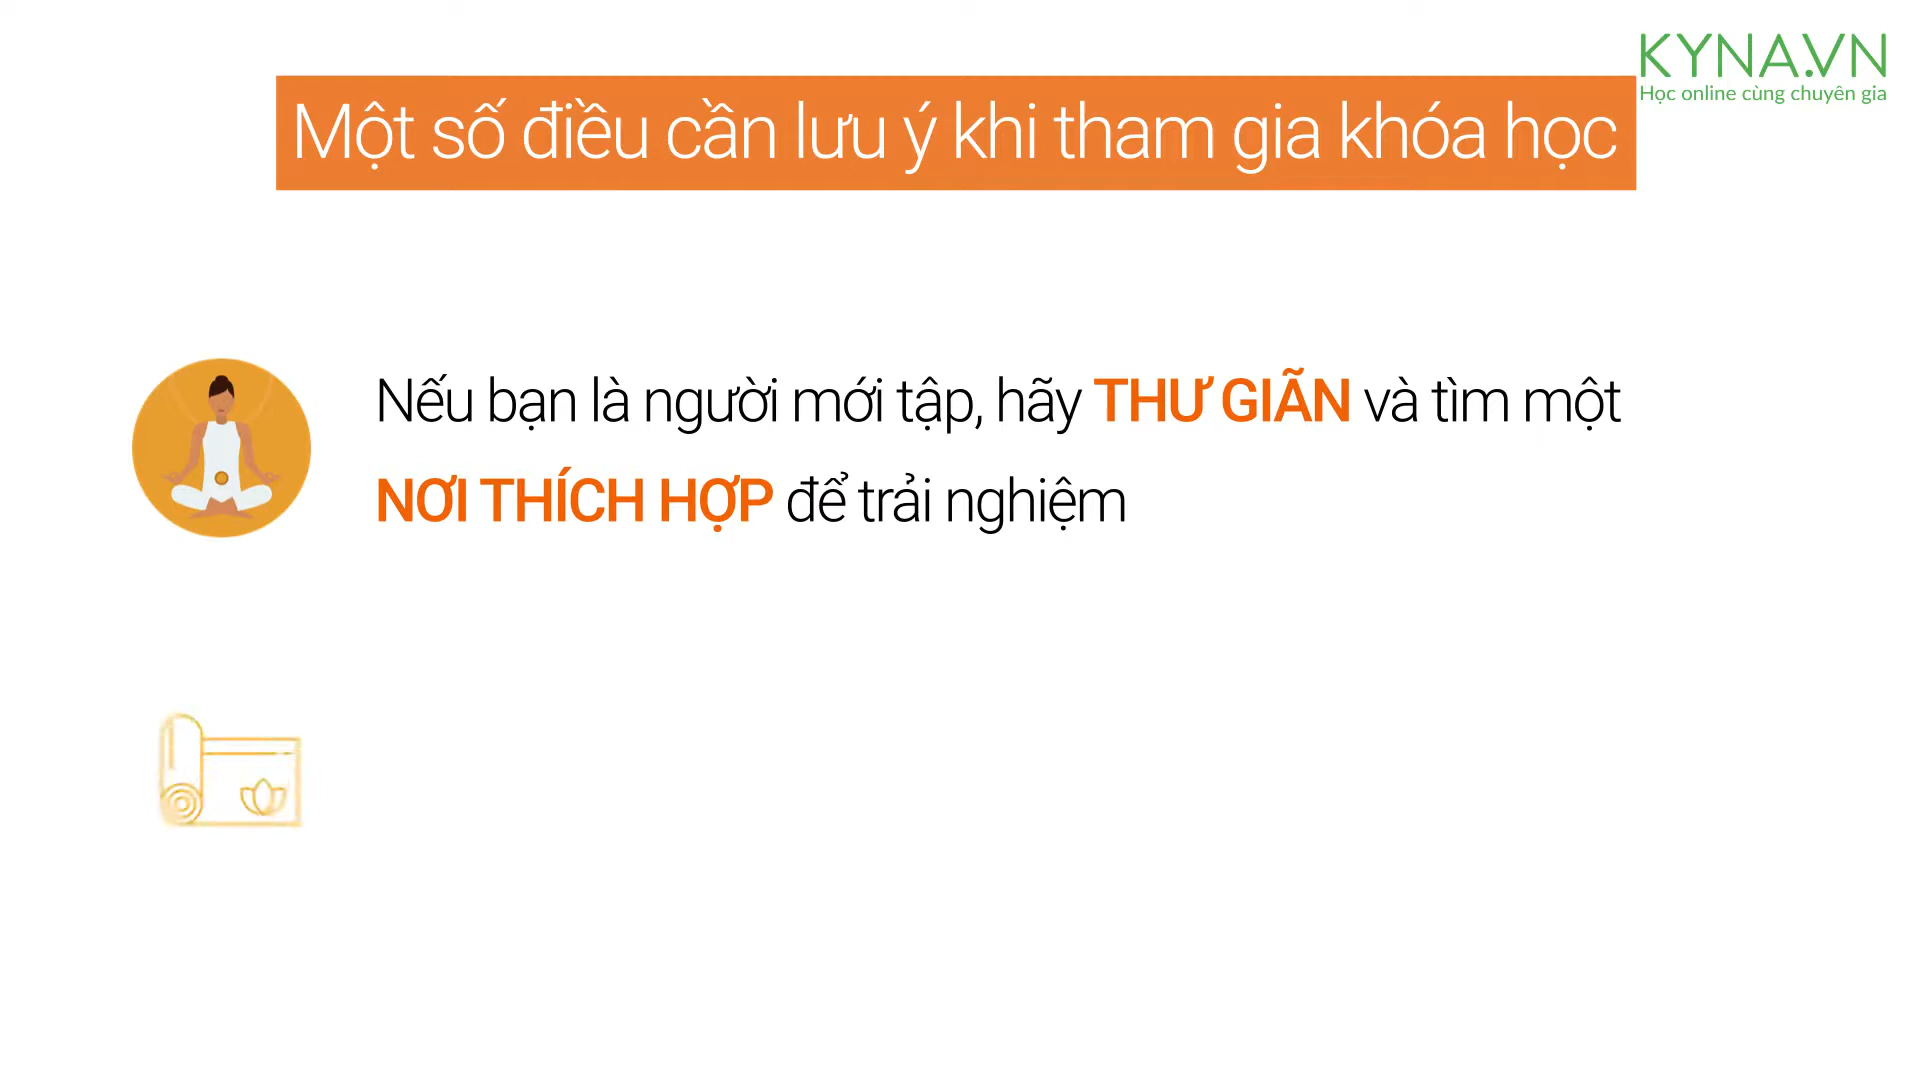 KYNA.VN
Học online cùng chuyên gia
Một số điều cần lưu ý khi tham gia khóa học
Nếu bạn là người mới tập, hãy THƯ GIÃN và tìm một
NƠI THÍCH HỢP để trải nghiệm